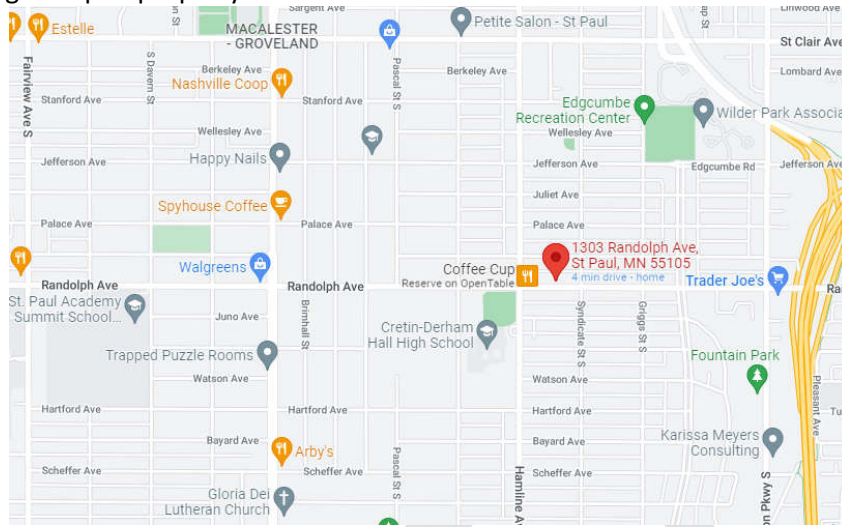 Estelle
MACALESTER
- GROVELAND
Petite Salon - St Paul
St Clair Ave
Fairview Ave S
S Davern St
Berkeley Ave
Nashville Coop
Pascal St S
Berkeley Ave
Lombard Ave
Stanford Ave
Stanford Ave
Edgcumbe
Recreation Center
Wilder Park Associa
Wellesley Ave
Wellesley Ave
Jefferson Ave
Happy Nails
Jefferson Ave
Edgcumbe Rd
Jefferson Ave
Juliet Ave
Spyhouse Coffee
Palace Ave
Palace Ave
Palace Ave
Walgreens
Coffee Cup
Reserve on OpenTable
1303 Randolph Ave,
St Paul, MN 55105
4 min drive - home
Trader Joe's
Randolph Ave
Randolph Ave
Ra
St. Paul Academy
Summit School...
Juno Ave
Brimhall St
Cretin-Derham
Hall High School
Syndicate St S
Griggs St S
Trapped Puzzle Rooms
Fountain Park
Watson Ave
Watson Ave
Pleasant Ave
Hartford Ave
Hartford Ave
Hartford Ave
Tu
Bayard Ave
Arby's
Bayard Ave
Karissa Meyers
Consulting
Scheffer Ave
Scheffer Ave
Pascal St S
Scheffer Ave
Hamline Av
on Pkwy S
Gloria Dei
Lutheran Church